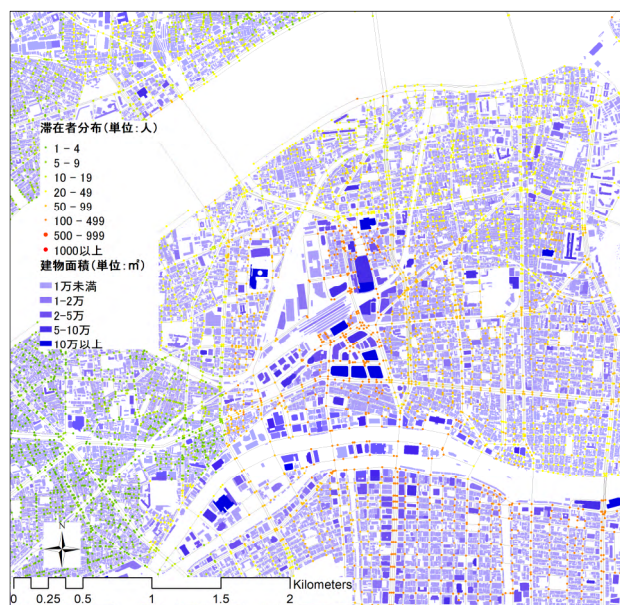 滞在者分布(単位:人)
1 - 4
5 - 9
10 - 19
20 - 49
50 - 99
100 - 499
500 - 999
1000以上
建物面積(単位:㎡)
1万未満
1-2万
2-5万
5-10万
10万以上
N
Kilometers
0 0.25 0.5 1 1.5 2